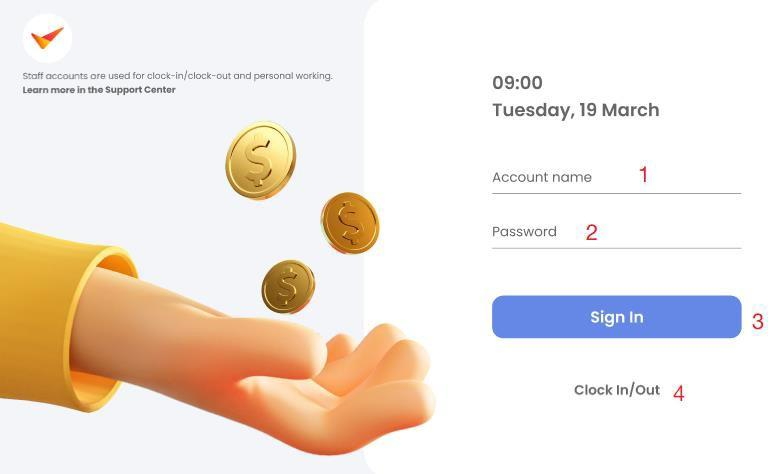 Staff accounts are used for clock-in/clock-out and personal working.
Learn more in the Support Center
09:00
Tuesday, 19 March
Account name 1
Password 2
Sign In 3
Clock In/Out 4
$
$
$